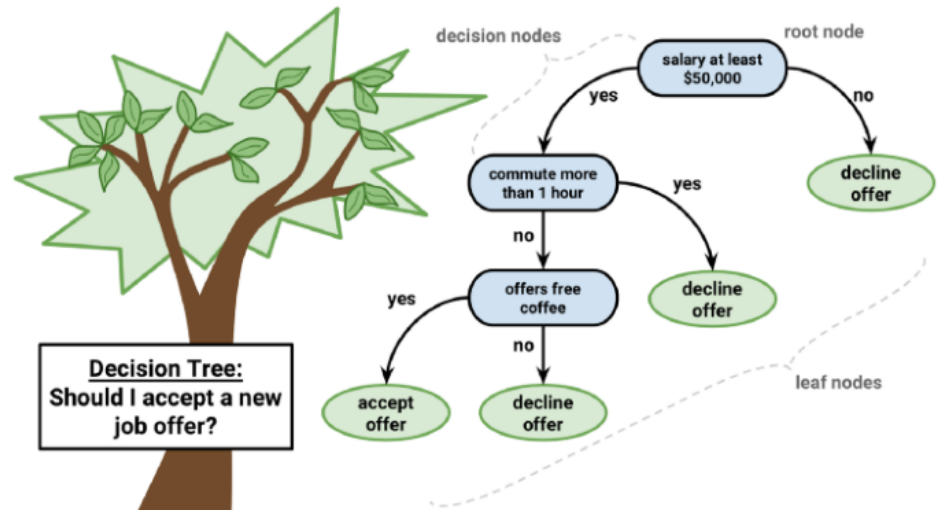 decision nodes
root node
salary at least
$50,000
yes
no
commute more
than 1 hour
yes
decline
offer
no
offers free
coffee
decline
offer
yes
no
leaf nodes
Decision Tree:
Should I accept a new
job offer?
accept
offer
decline
offer